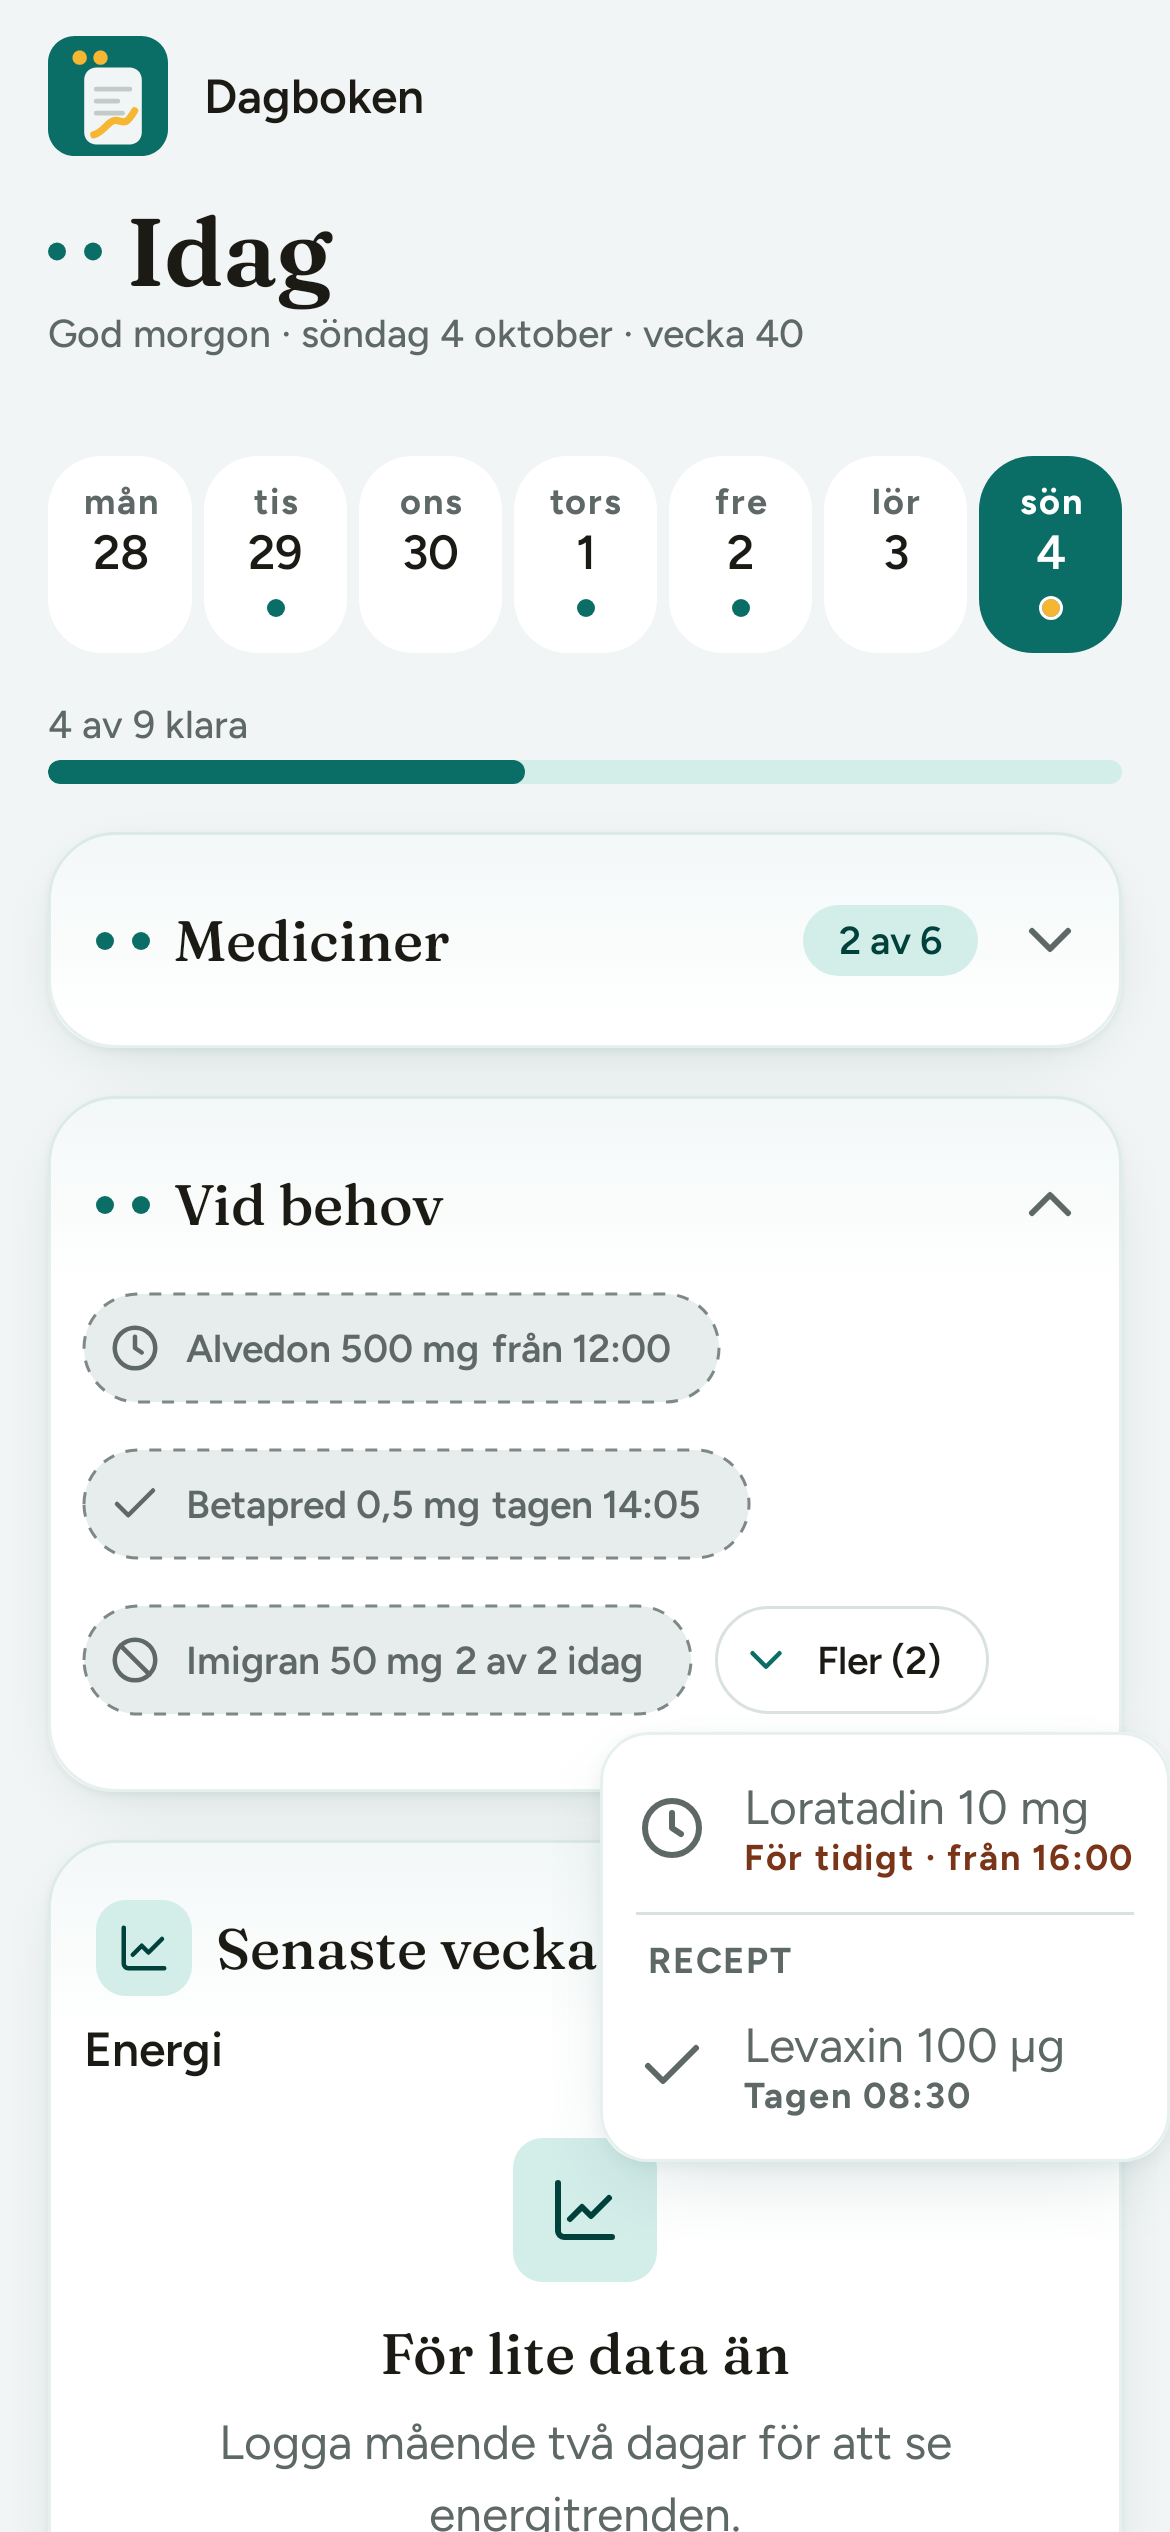 Dagboken
Idag
God morgon · söndag 4 oktober · vecka 40
mån tis ons tors fre lör sön
28 29 30 1 2 3 4
4 av 9 klara
Mediciner 2 av 6
Vid behov
Alvedon 500 mg från 12:00
Betapred 0,5 mg tagen 14:05
Imigran 50 mg 2 av 2 idag Fler (2)
Loratadin 10 mg
För tidigt · från 16:00
RECEPT
Levaxin 100 µg
Tagen 08:30
Senaste vecka
Energi
För lite data än
Logga mående två dagar för att se
energitrenden.